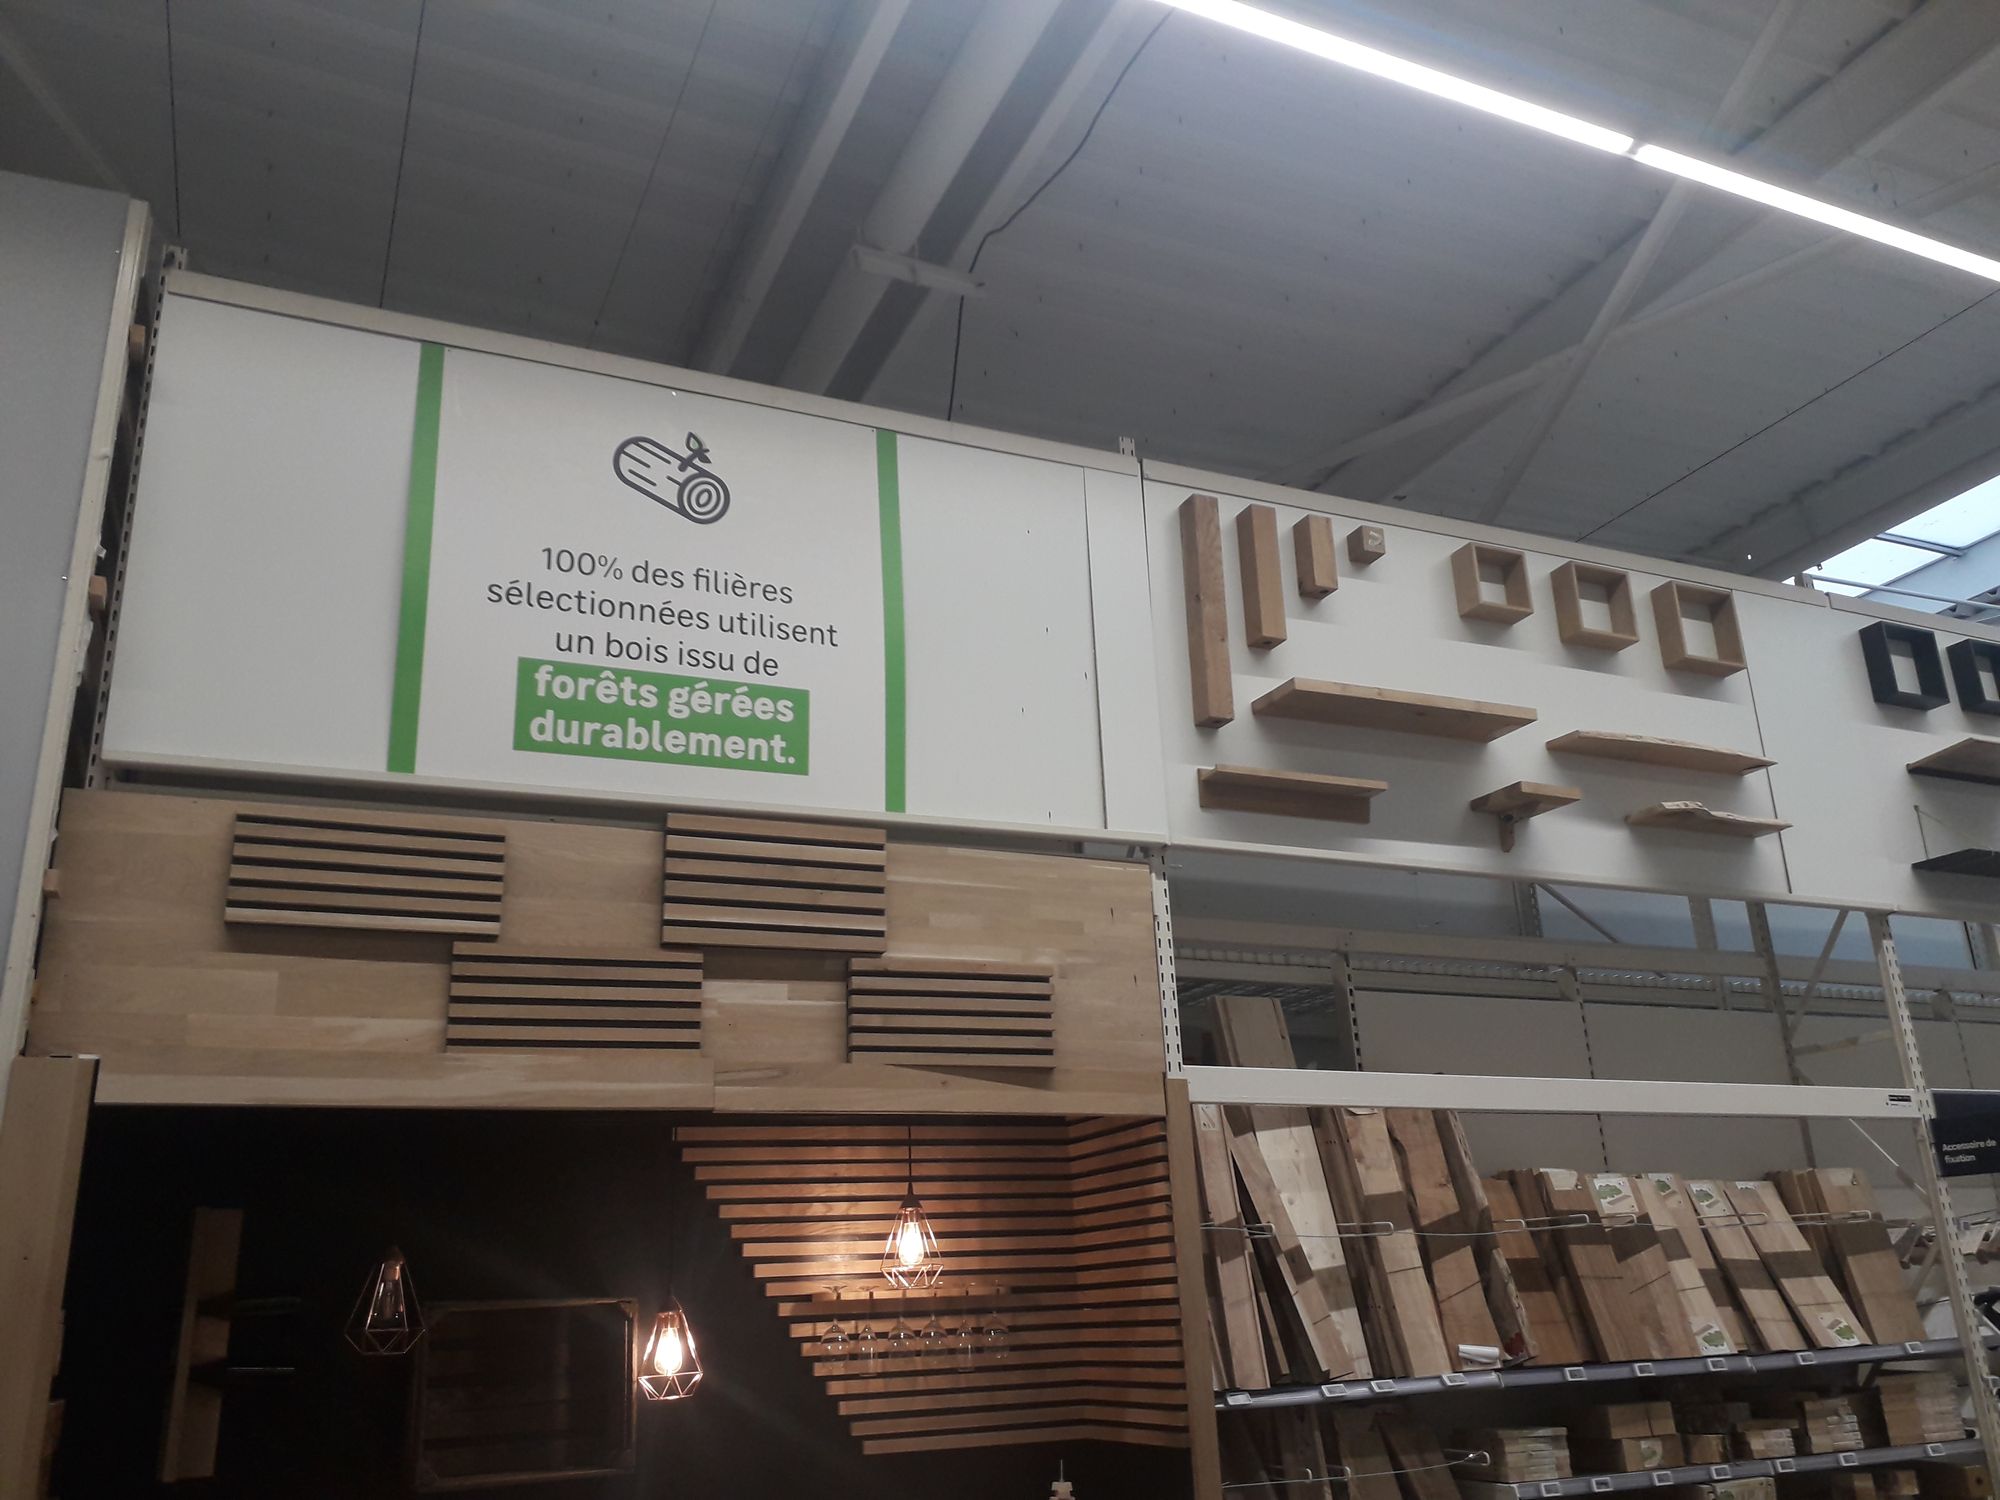 100% des filières
sélectionnées utilisent
un bois issu de
forêts gérées
durablement.
Accessoire de
fixation